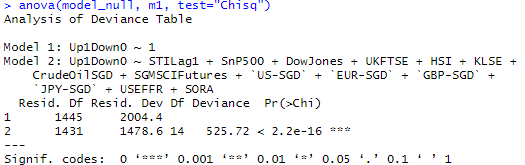 > anova(model_null, m1, test="Chisq")
Analysis of Deviance Table
Model 1: Up1Down0 ~ 1
Model 2: Up1Down0 ~ STILag1 + SnP500 + DowJones + UKFTSE + HSI + KLSE +
CrudeOilSGD + SGMSCIFutures + `US-SGD` + `EUR-SGD` + `GBP-SGD` +
`JPY-SGD` + USEFFR + SORA
Resid. Df Resid. Dev Df Deviance Pr(>Chi)
1 1445 2004.4
2 1431 1478.6 14 525.72 < 2.2e-16 ***
---
Signif. codes: 0 ‘***’ 0.001 ‘**’ 0.01 ‘*’ 0.05 ‘.’ 0.1 ‘ ’ 1